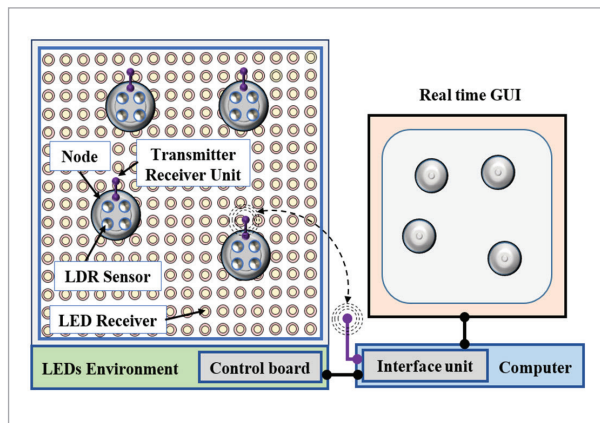 Real time GUI
Node
Transmitter
Receiver Unit
LDR Sensor
LED Receiver
LEDs Environment
Control board
Interface unit
Computer